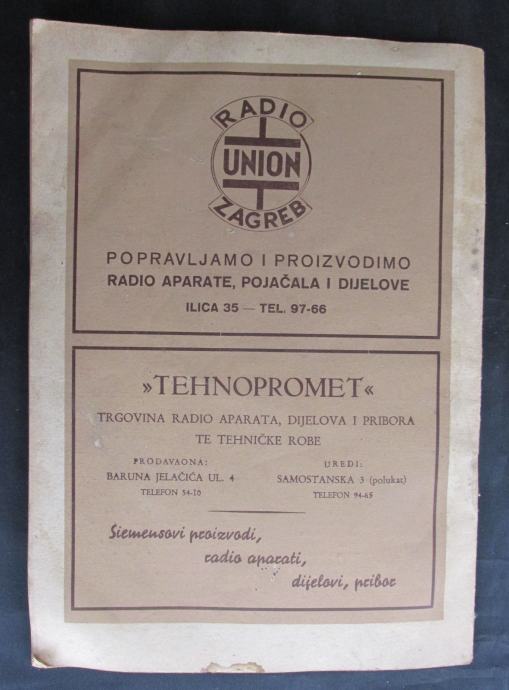 RADIO
UNION
ZAGREB
POPRAVLJAMO I PROIZVODIMO
RADIO APARATE, POJAČALA I DIJELOVE
ILICA 35 — TEL. 97-66
»TEHNOPROMET«
TRGOVINA RADIO APARATA, DIJELOVA I PRIBORA
TE TEHNIČKE ROBE
PRODAVAONA: UREDI:
BARUNA JELAČIĆA UL. 4 SAMOSTANSKA 3 (polukat)
TELEFON 54-10 TELEFON 94-65
Siemensovi proizvodi,
radio aparati,
dijelovi, pribor